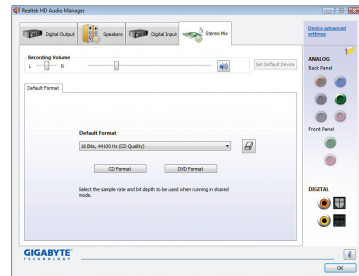 Realtek HD Audio Manager
Digital Output
Speakers
Digital Input
Stereo Mix
Device advanced settings
Recording Volume
L
R
Set Default Device
Default Format
Default Format
16 Bits, 44100 Hz (CD Quality)
CD Format
DVD Format
Select the sample rate and bit depth to be used when running in shared
mode.
ANALOG
Back Panel
Front Panel
DIGITAL
GIGABYTE™
TECHNOLOGY
i
OK